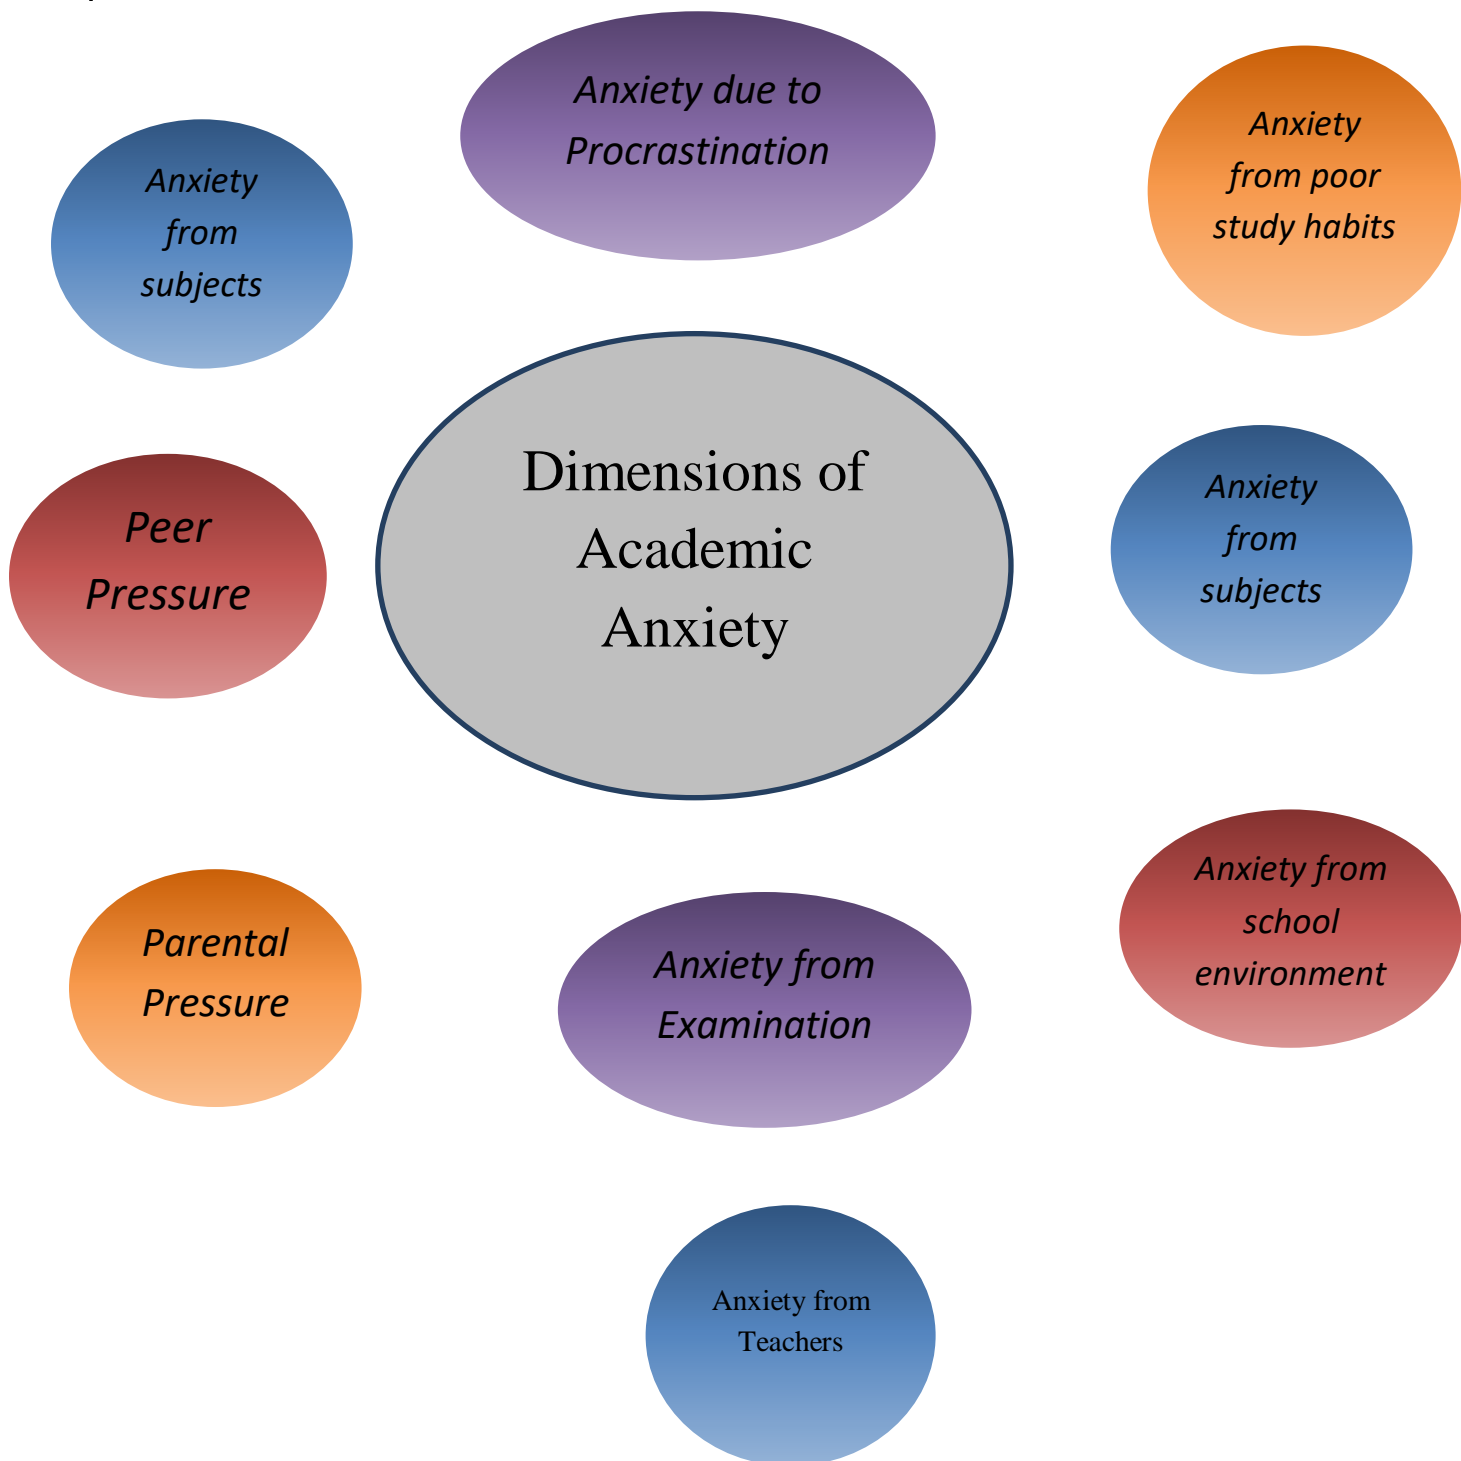 Anxiety due to
Procrastination
Anxiety
from poor
study habits
Anxiety
from
subjects
Dimensions of
Academic
Anxiety
Peer
Pressure
Anxiety
from
subjects
Anxiety from
school
environment
Parental
Pressure
Anxiety from
Examination
Anxiety from
Teachers